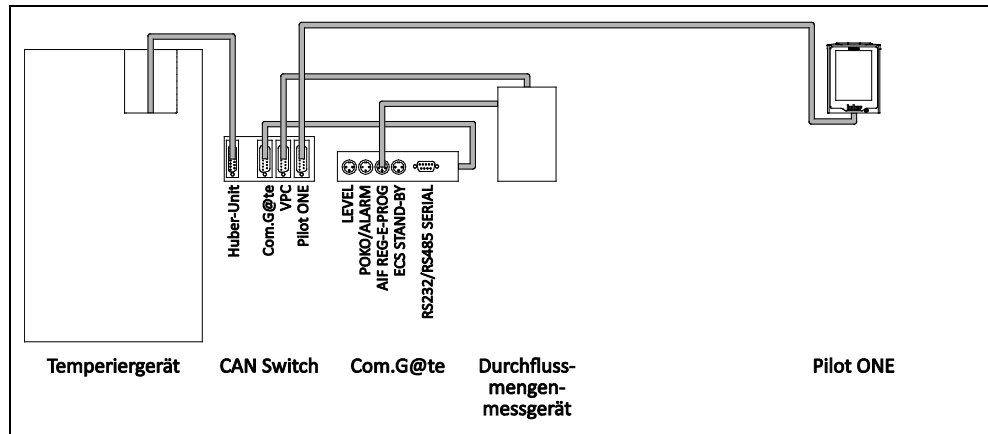 Huber-Unit
Com.G@te
VPC
Pilot ONE
LEVEL
POKO/ALARM
AIF REG-E-PROG
ECS STAND-BY
RS232/RS485 SERIAL
Temperiergerät
CAN Switch
Com.G@te
Durchfluss-
mengen-
messgerät
Pilot ONE
huber